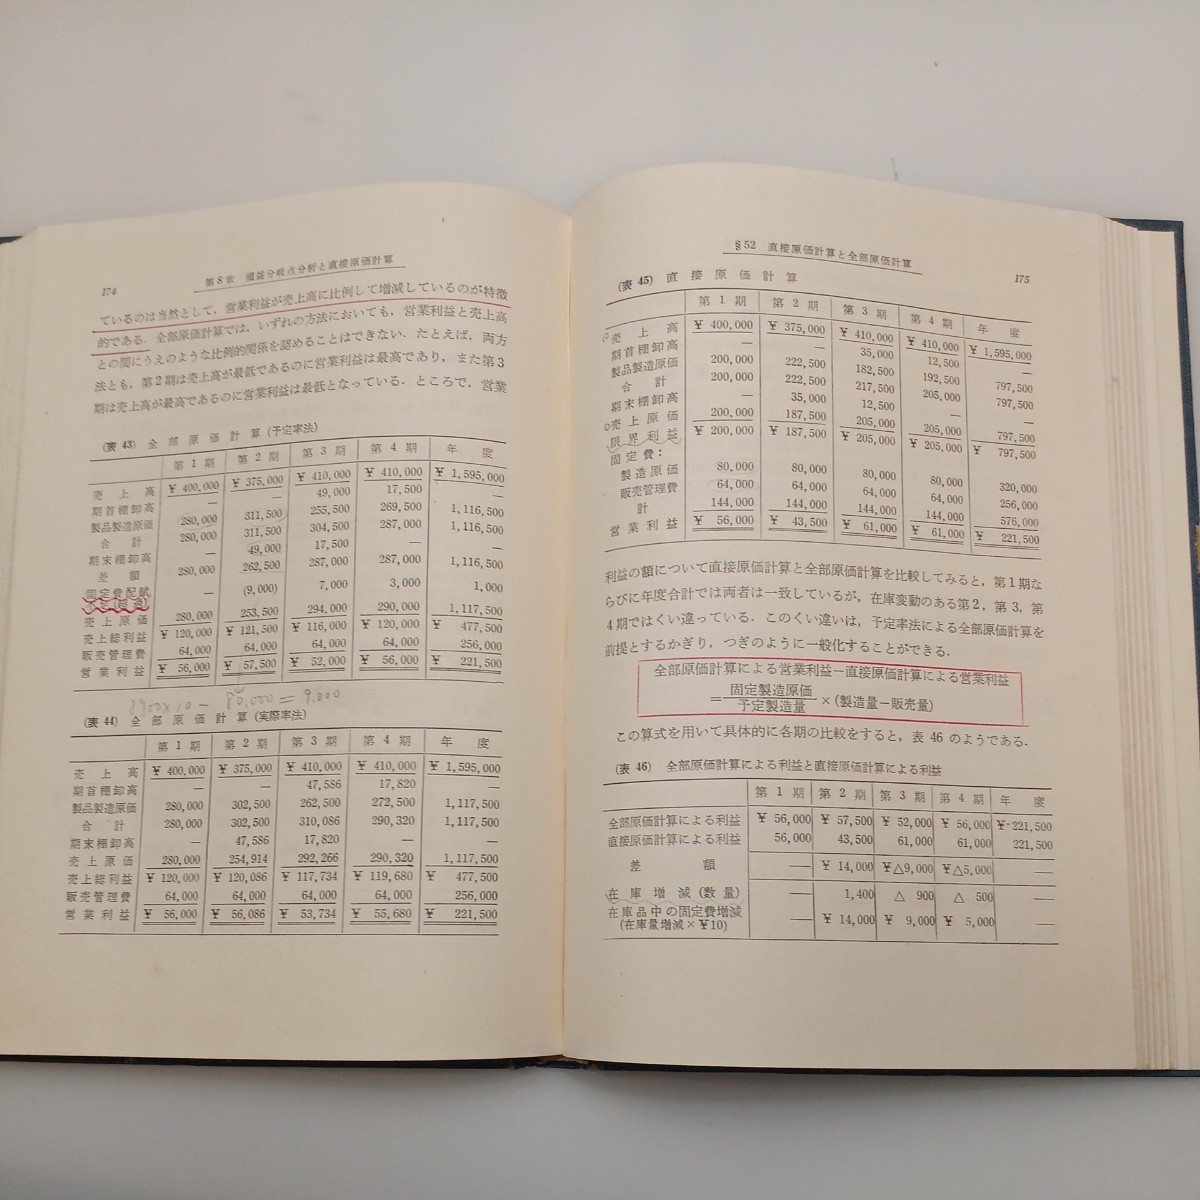 174
第8章 損益分岐点分析と直接原価計算
ているのは当然として，営業利益が売上高に比例して増減しているのが特徴
的である．全部原価計算では，いずれの方法においても，営業利益と売上高
との間にうえのような比例的関係を認めることはできない．たとえば，両方
法とも，第2期は売上高が最低であるのに営業利益は最高であり，また第3
期は売上高が最高であるのに営業利益は最低となっている．ところで，営業
(表 43) 全部原価計算(予定率法)
第1期 第2期 第3期 第4期 年度
売上高 ¥ 400,000 ¥ 375,000 ¥ 410,000 ¥ 410,000 ¥ 1,595,000
期首棚卸高 — — 49,000 17,500 —
製品製造原価 280,000 311,500 255,500 269,500 1,116,500
合計 280,000 311,500 304,500 287,000 1,116,500
期末棚卸高 — 49,000 17,500 — —
差額 280,000 262,500 287,000 287,000 1,116,500
固定費配賦
— (9,000) 7,000 3,000 1,000
売上原価 280,000 253,500 294,000 290,000 1,117,500
売上総利益 ¥ 120,000 ¥ 121,500 ¥ 116,000 ¥ 120,000 ¥ 477,500
販売管理費 64,000 64,000 64,000 64,000 256,000
営業利益 ¥ 56,000 ¥ 57,500 ¥ 52,000 ¥ 56,000 ¥ 221,500
8900×10 − 80,000 = 9.000
(表 44) 全部原価計算(実際率法)
第1期 第2期 第3期 第4期 年度
売上高 ¥ 400,000 ¥ 375,000 ¥ 410,000 ¥ 410,000 ¥ 1,595,000
期首棚卸高 — — 47,586 17,820 —
製品製造原価 280,000 302,500 262,500 272,500 1,117,500
合計 280,000 302,500 310,086 290,320 1,117,500
期末棚卸高 — 47,586 17,820 — —
売上原価 280,000 254,914 292,266 290,320 1,117,500
売上総利益 ¥ 120,000 ¥ 120,086 ¥ 117,734 ¥ 119,680 ¥ 477,500
販売管理費 64,000 64,000 64,000 64,000 256,000
営業利益 ¥ 56,000 ¥ 56,086 ¥ 53,734 ¥ 55,680 ¥ 221,500
§52 直接原価計算と全部原価計算
175
(表 45) 直接原価計算
第1期 第2期 第3期 第4期 年度
売上高 ¥ 400,000 ¥ 375,000 ¥ 410,000 ¥ 410,000 ¥ 1,595,000
期首棚卸高 — — 35,000 12,500 —
製品製造原価 200,000 222,500 182,500 192,500 797,500
合計 200,000 222,500 217,500 205,000 797,500
期末棚卸高 — 35,000 12,500 — —
売上原価 200,000 187,500 205,000 205,000 797,500
限界利益 ¥ 200,000 ¥ 187,500 ¥ 205,000 ¥ 205,000 ¥ 797,500
固定費：
製造原価 80,000 80,000 80,000 80,000 320,000
販売管理費 64,000 64,000 64,000 64,000 256,000
計 144,000 144,000 144,000 144,000 576,000
営業利益 ¥ 56,000 ¥ 43,500 ¥ 61,000 ¥ 61,000 ¥ 221,500
利益の額について直接原価計算と全部原価計算を比較してみると，第1期な
らびに年度合計では両者は一致しているが，在庫変動のある第2，第3，第
4期ではくい違っている．このくい違いは，予定率法による全部原価計算を
前提とするかぎり，つぎのように一般化することができる．
全部原価計算による営業利益−直接原価計算による営業利益
固定製造原価
= ×(製造量−販売量)
予定製造量
この算式を用いて具体的に各期の比較をすると，表 46 のようである．
(表 46) 全部原価計算による利益と直接原価計算による利益
第1期 第2期 第3期 第4期 年度
全部原価計算による利益 ¥ 56,000 ¥ 57,500 ¥ 52,000 ¥ 56,000 ¥ 221,500
直接原価計算による利益 56,000 43,500 61,000 61,000 221,500
差額 — ¥ 14,000 ¥△9,000 ¥△5,000 —
在庫増減(数量) — 1,400 △ 900 △ 500 —
在庫品中の固定費増減
(在庫量増減×¥10) — ¥ 14,000 ¥ 9,000 ¥ 5,000 —